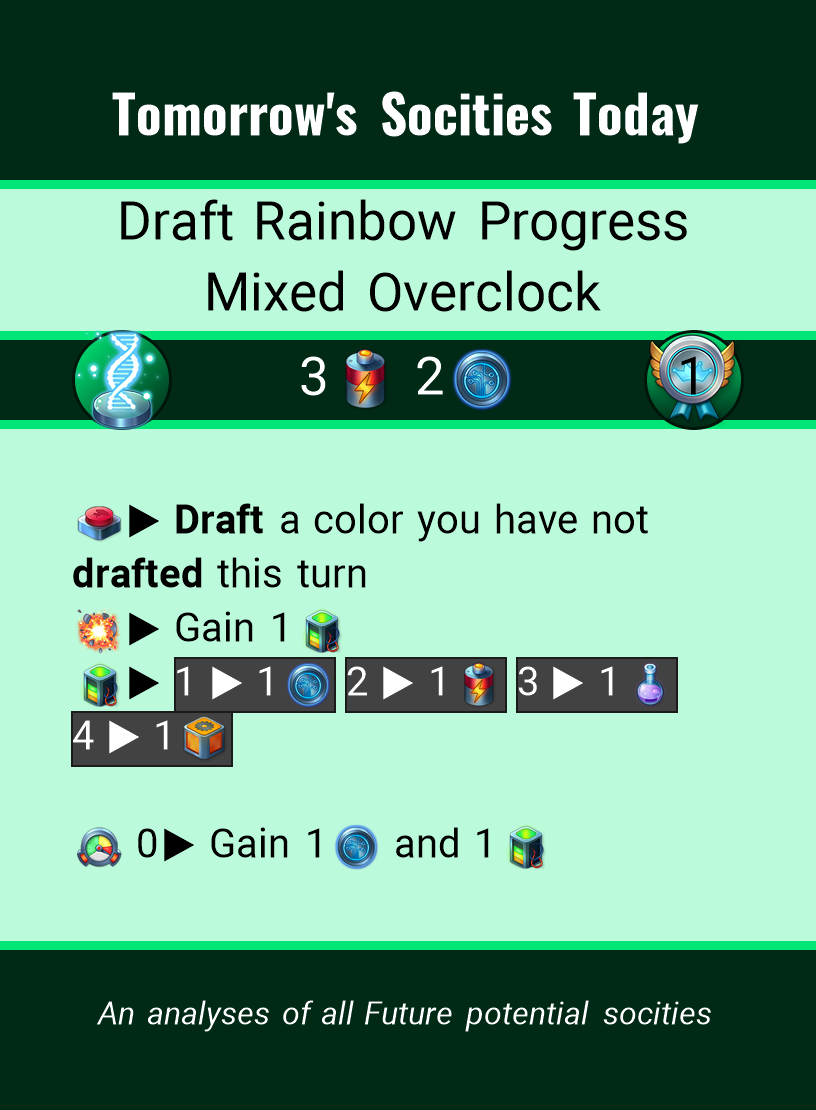 Tomorrow's Socities Today
Draft Rainbow Progress
Mixed Overclock
3 2 1
▶ Draft a color you have not
drafted this turn
▶ Gain 1
▶ 1 ▶ 1 2 ▶ 1 3 ▶ 1
4 ▶ 1
0▶ Gain 1 and 1
An analyses of all Future potential socities